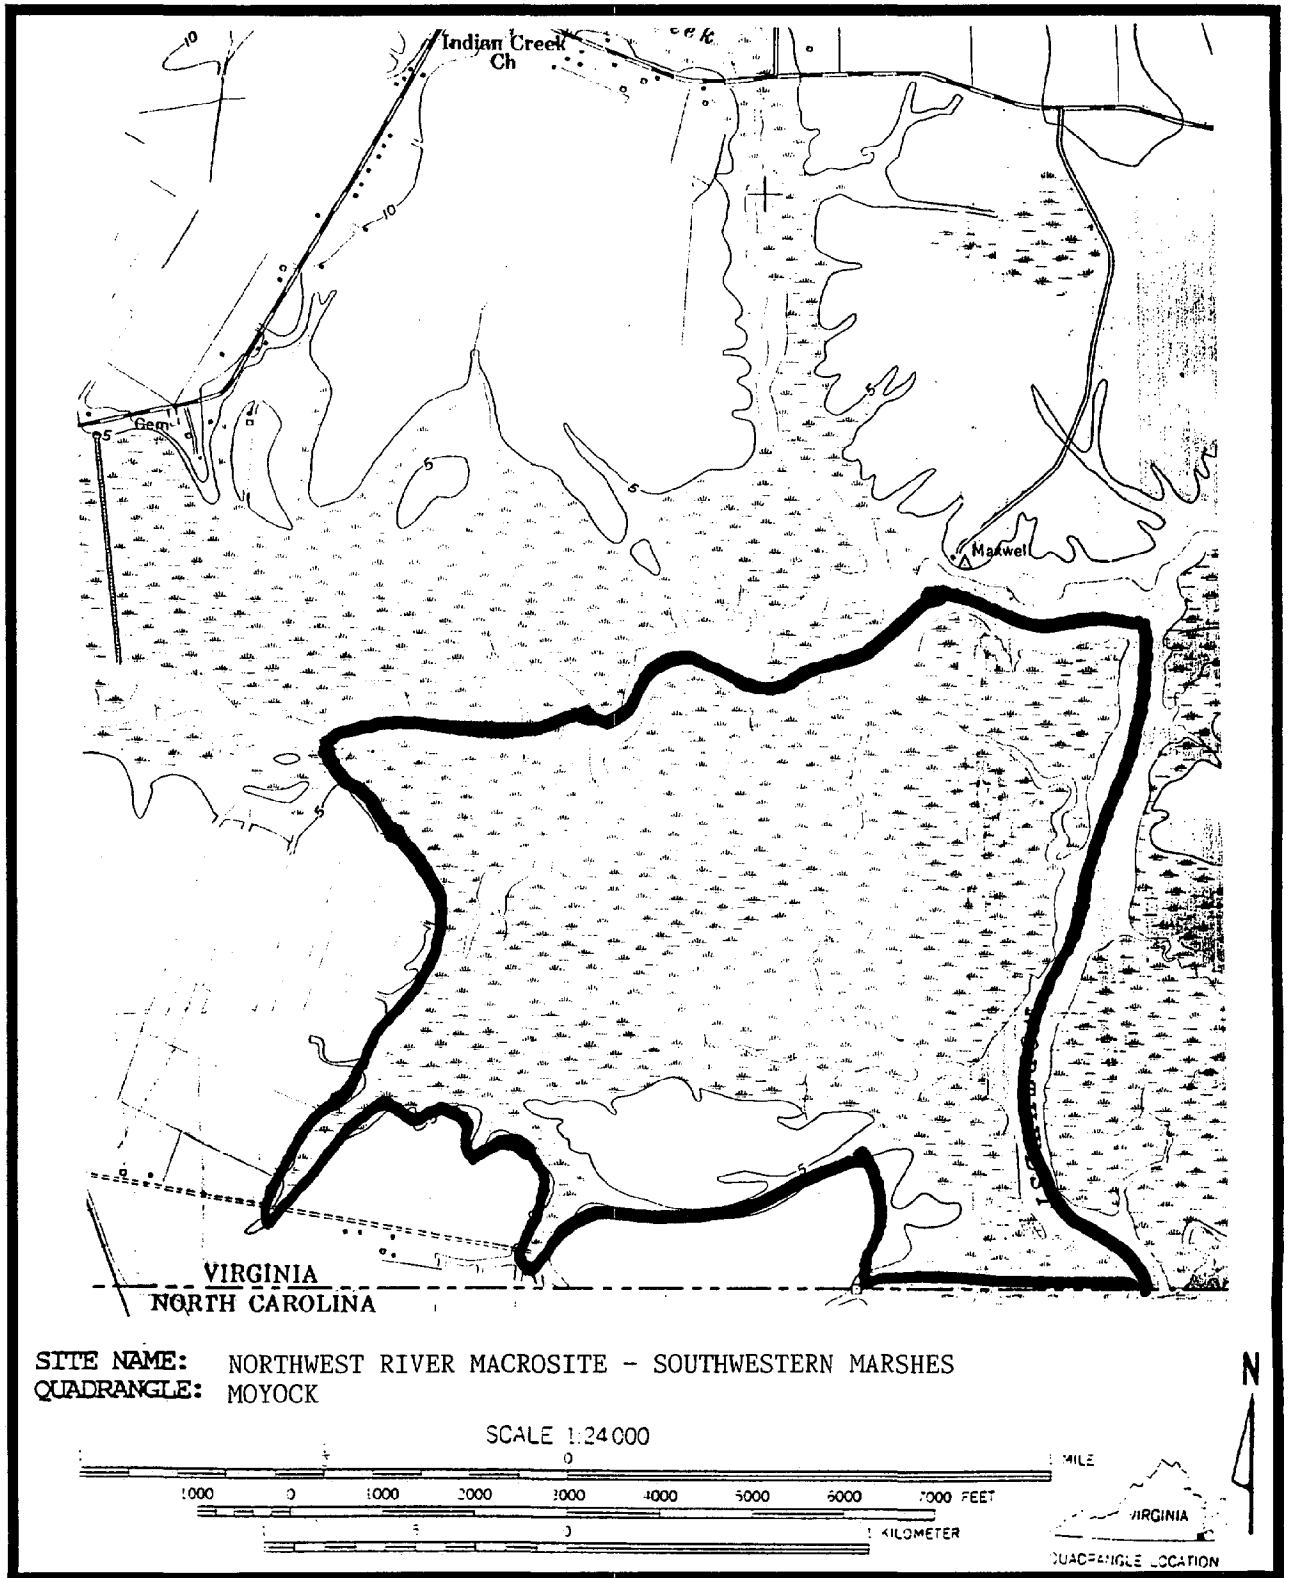 10
Indian Creek
Ch
10
5
Gem
5
5
5
5
Maxwell
5
5
VIRGINIA
NORTH CAROLINA
SITE NAME: NORTHWEST RIVER MACROSITE - SOUTHWESTERN MARSHES
QUADRANGLE: MOYOCK
N
SCALE 1:24 000
0
1 MILE
1000 0 1000 2000 3000 4000 5000 6000 7000 FEET
1 KILOMETER
VIRGINIA
QUADRANGLE LOCATION